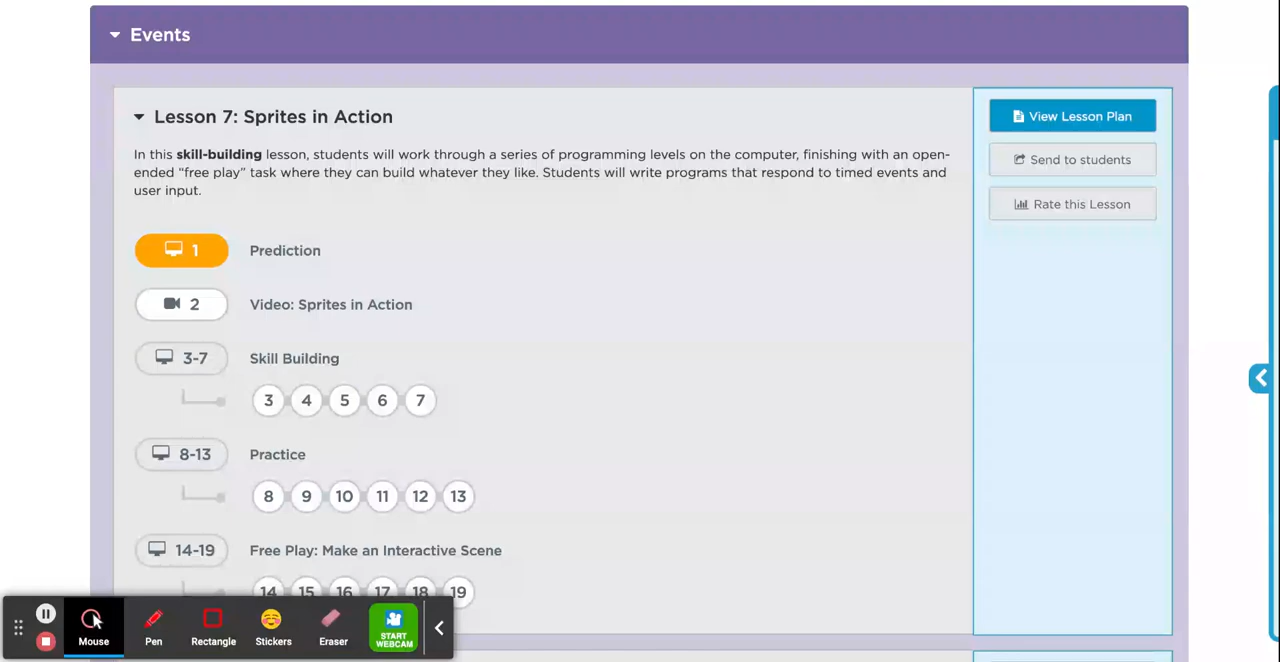 Events
Lesson 7: Sprites in Action
View Lesson Plan
In this skill-building lesson, students will work through a series of programming levels on the computer, finishing with an open-
ended “free play” task where they can build whatever they like. Students will write programs that respond to timed events and
user input.
Send to students
Rate this Lesson
1 Prediction
2 Video: Sprites in Action
3-7 Skill Building
3 4 5 6 7
8-13 Practice
8 9 10 11 12 13
14-19 Free Play: Make an Interactive Scene
14 15 16 17 18 19
Mouse Pen Rectangle Stickers Eraser START
WEBCAM